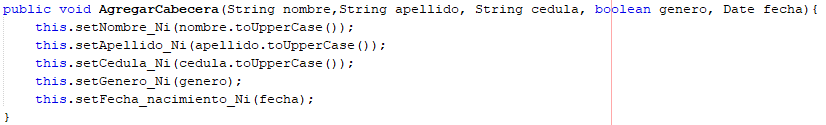 public void AgregarCabecera(String nombre,String apellido, String cedula, boolean genero, Date fecha){
this.setNombre_Ni(nombre.toUpperCase());
this.setApellido_Ni(apellido.toUpperCase());
this.setCedula_Ni(cedula.toUpperCase());
this.setGenero_Ni(genero);
this.setFecha_nacimiento_Ni(fecha);
}